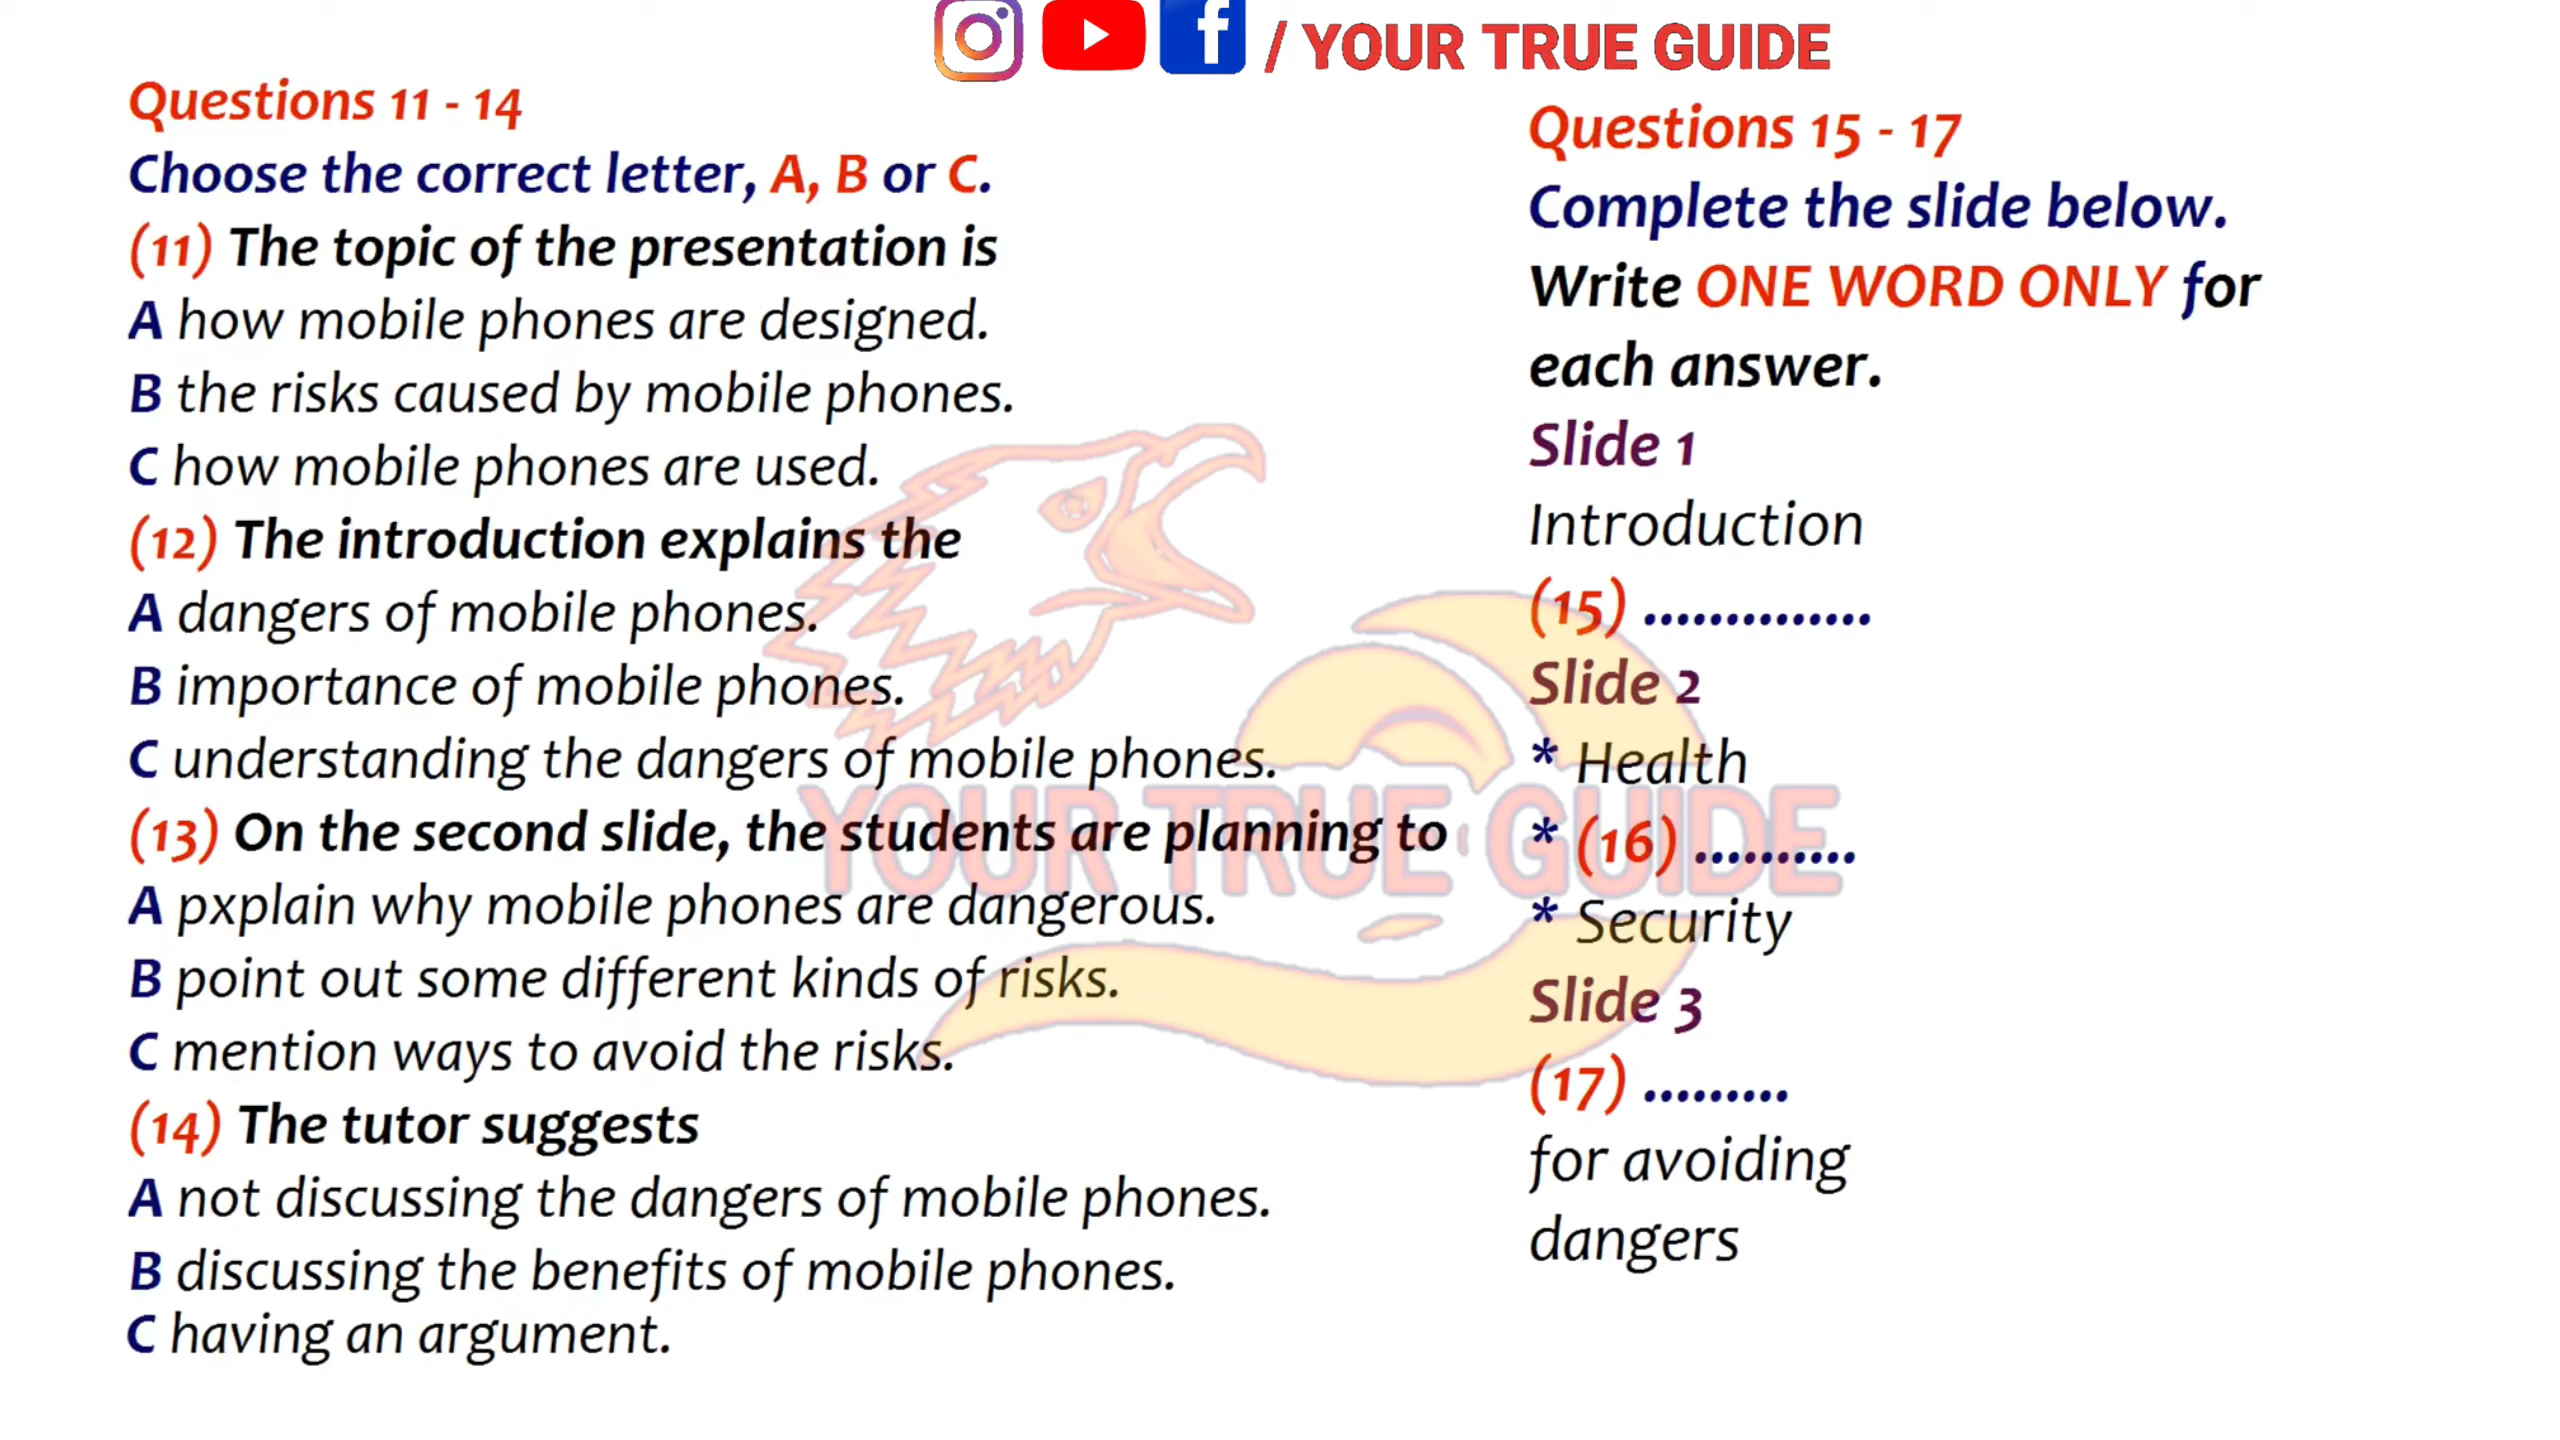 / YOUR TRUE GUIDE
Questions 11 - 14
Choose the correct letter, A, B or C.
(11) The topic of the presentation is
A how mobile phones are designed.
B the risks caused by mobile phones.
C how mobile phones are used.
(12) The introduction explains the
A dangers of mobile phones.
B importance of mobile phones.
C understanding the dangers of mobile phones.
(13) On the second slide, the students are planning to
A pxplain why mobile phones are dangerous.
B point out some different kinds of risks.
C mention ways to avoid the risks.
(14) The tutor suggests
A not discussing the dangers of mobile phones.
B discussing the benefits of mobile phones.
C having an argument.
Questions 15 - 17
Complete the slide below.
Write ONE WORD ONLY for
each answer.
Slide 1
Introduction
(15) ..............
Slide 2
* Health
* (16) ..........
* Security
Slide 3
(17) .........
for avoiding
dangers
YOUR TRUE GUIDE